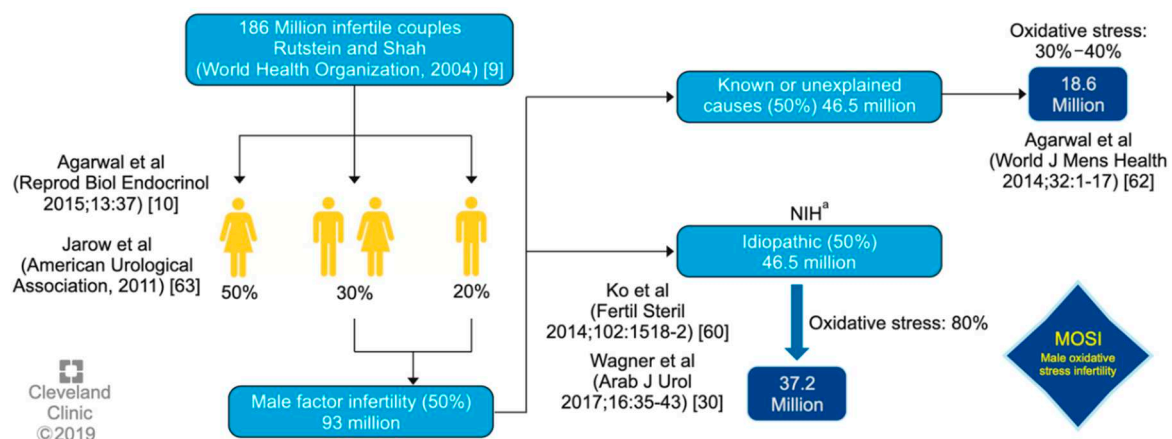 186 Million infertile couples
Rutstein and Shah
(World Health Organization, 2004) [9]
Agarwal et al
(Reprod Biol Endocrinol
2015;13:37) [10]
Jarow et al
(American Urological
Association, 2011) [63]
50%
30%
20%
Male factor infertility (50%)
93 million
Known or unexplained
causes (50%) 46.5 million
Oxidative stress:
30%–40%
18.6
Million
Agarwal et al
(World J Mens Health
2014;32:1-17) [62]
NIHª
Idiopathic (50%)
46.5 million
Ko et al
(Fertil Steril
2014;102:1518-2) [60]
Wagner et al
(Arab J Urol
2017;16:35-43) [30]
Oxidative stress: 80%
37.2
Million
MOSI
Male oxidative
stress infertility
Cleveland
Clinic
©2019